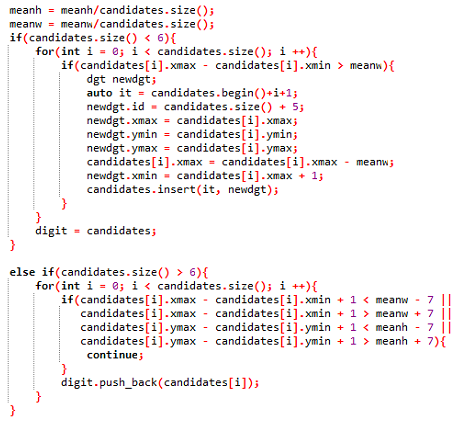 meanh = meanh/candidates.size();
meanw = meanw/candidates.size();
if(candidates.size() < 6){
for(int i = 0; i < candidates.size(); i ++){
if(candidates[i].xmax - candidates[i].xmin > meanw){
dgt newdgt;
auto it = candidates.begin()+i+1;
newdgt.id = candidates.size() + 5;
newdgt.xmax = candidates[i].xmax;
newdgt.ymin = candidates[i].ymin;
newdgt.ymax = candidates[i].ymax;
candidates[i].xmax = candidates[i].xmax - meanw;
newdgt.xmin = candidates[i].xmax + 1;
candidates.insert(it, newdgt);
}
}
digit = candidates;
}
else if(candidates.size() > 6){
for(int i = 0; i < candidates.size(); i ++){
if(candidates[i].xmax - candidates[i].xmin + 1 < meanw - 7 ||
candidates[i].xmax - candidates[i].xmin + 1 > meanw + 7 ||
candidates[i].ymax - candidates[i].ymin + 1 < meanh - 7 ||
candidates[i].ymax - candidates[i].ymin + 1 > meanh + 7){
continue;
}
digit.push_back(candidates[i]);
}
}